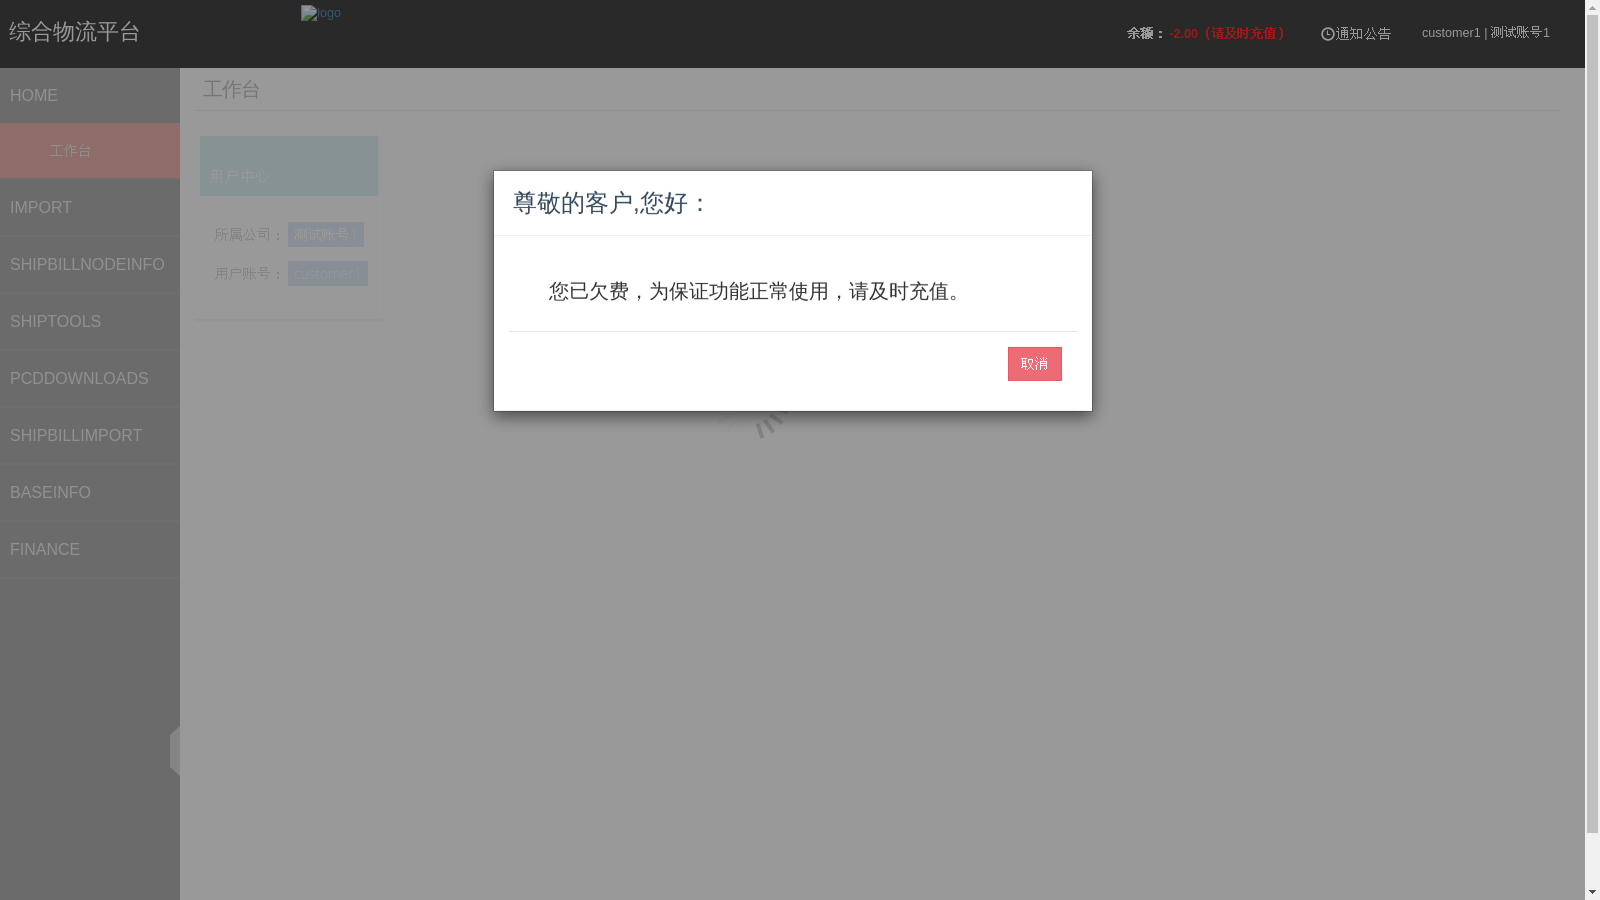 综合物流平台
logo
余额：-2.00（请及时充值）
通知公告
customer1 | 测试账号1
HOME
工作台
IMPORT
SHIPBILLNODEINFO
SHIPTOOLS
PCDDOWNLOADS
SHIPBILLIMPORT
BASEINFO
FINANCE
工作台
用户中心
所属公司：测试账号1
用户账号：customer1
尊敬的客户,您好：
您已欠费，为保证功能正常使用，请及时充值。
取消